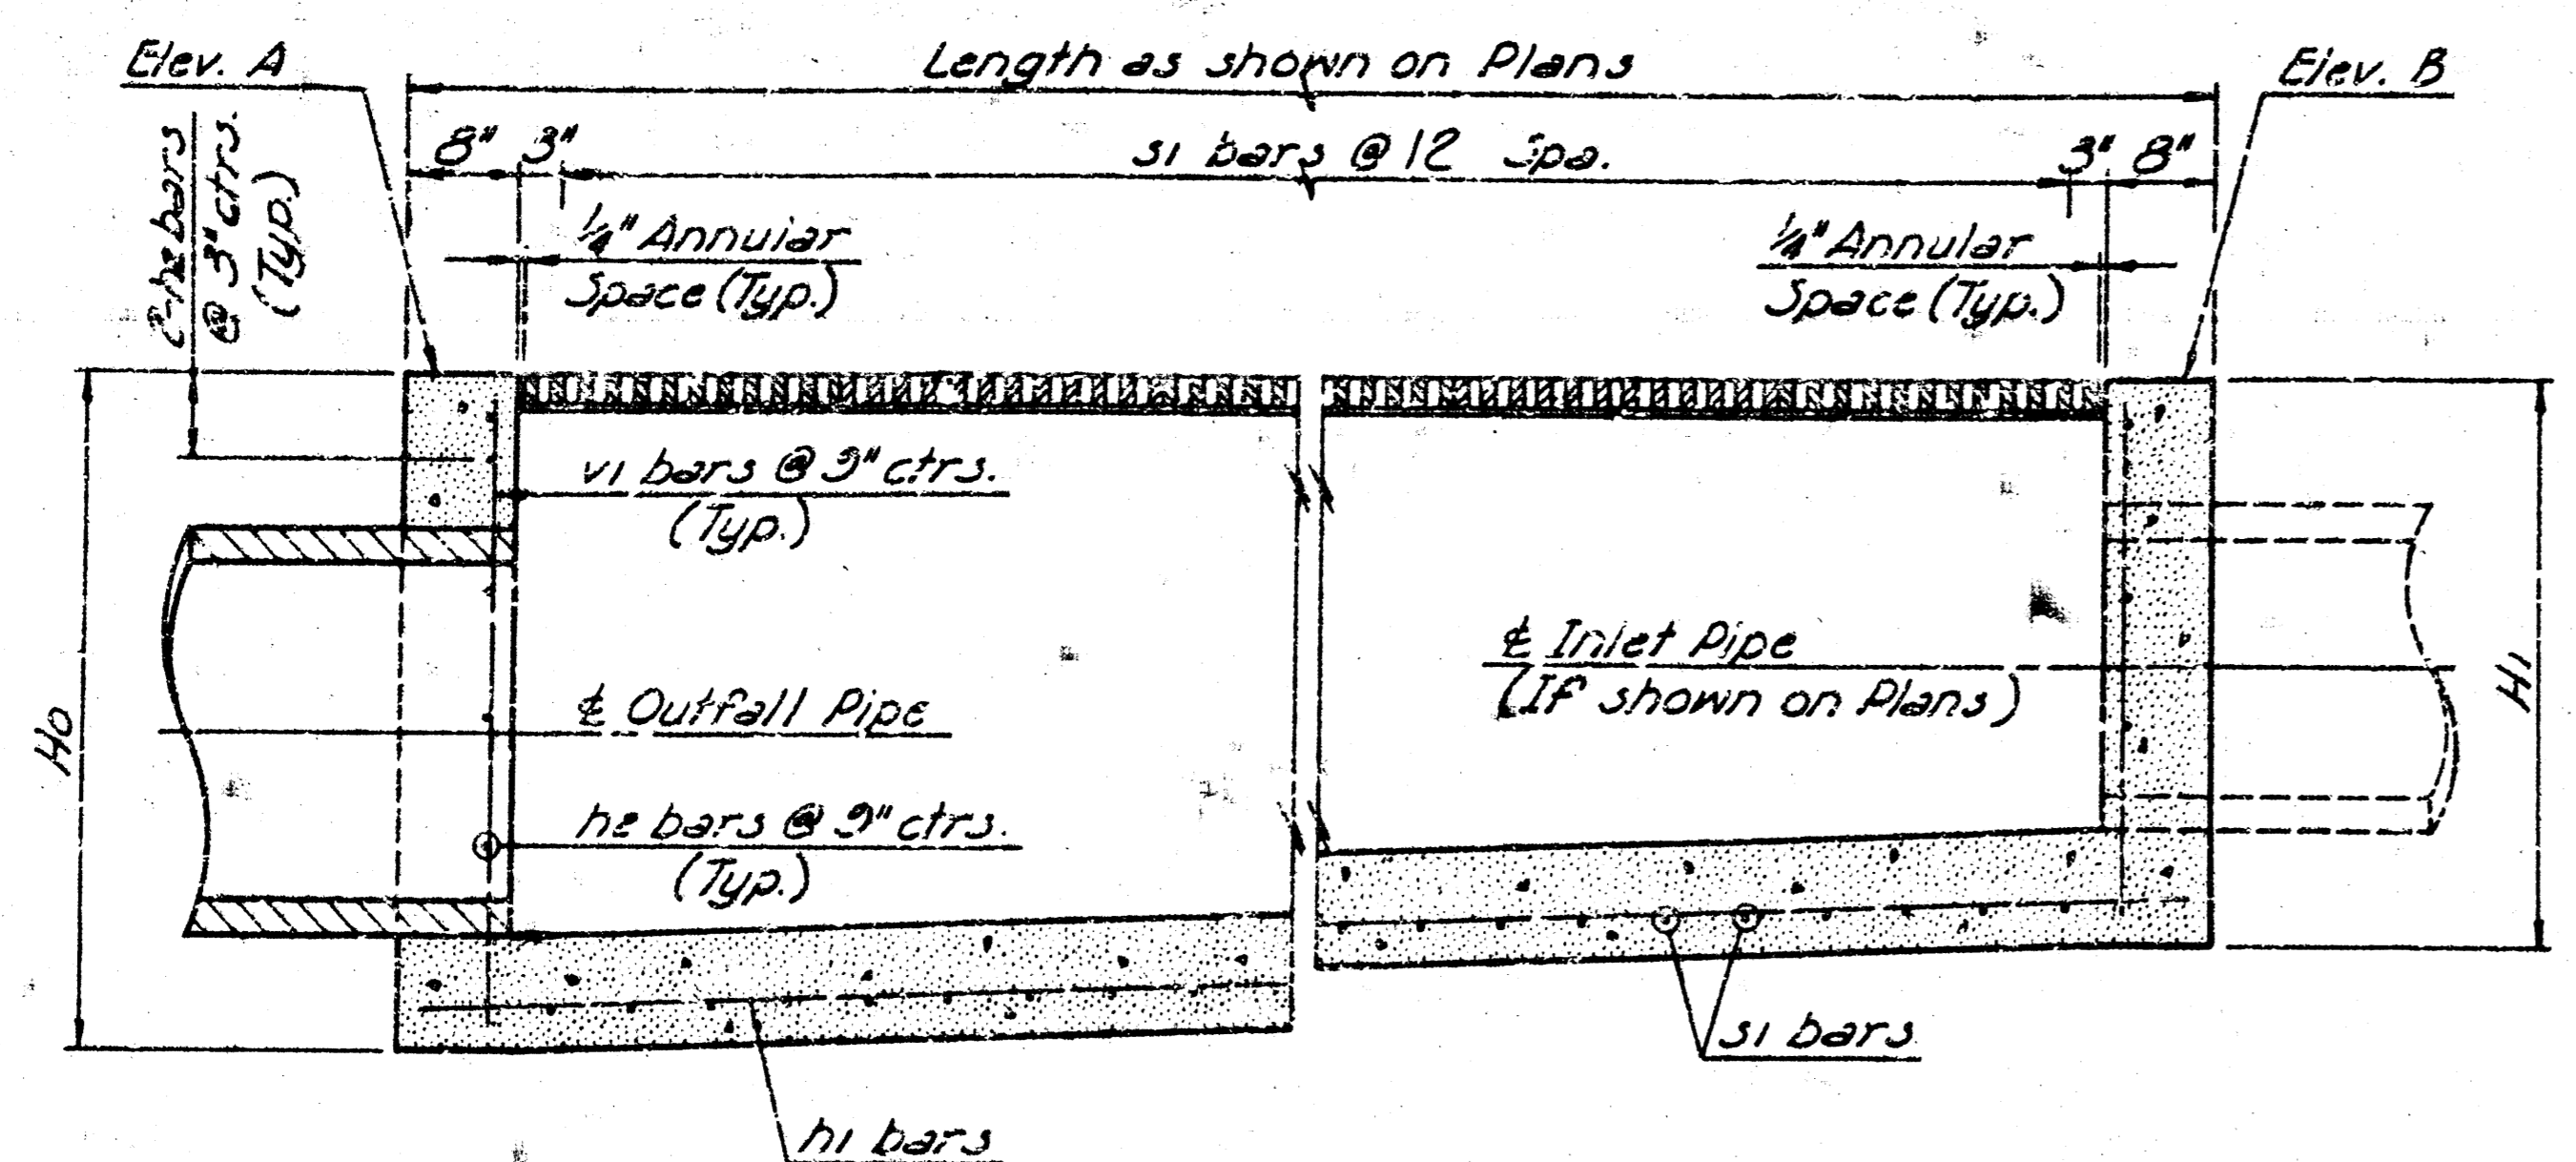 Elev. A
Length as shown on Plans
Elev. B
2-h2 bars
@ 3" ctrs.
(Typ.)
8" 3"
s1 bars @ 12 Spa.
3" 8"
1/4" Annular
Space (Typ.)
1/4" Annular
Space (Typ.)
v1 bars @ 9" ctrs.
(Typ.)
℄ Inlet Pipe
(If shown on Plans)
℄ Outfall Pipe
Ho
H1
h2 bars @ 9" ctrs.
(Typ.)
s1 bars
h1 bars